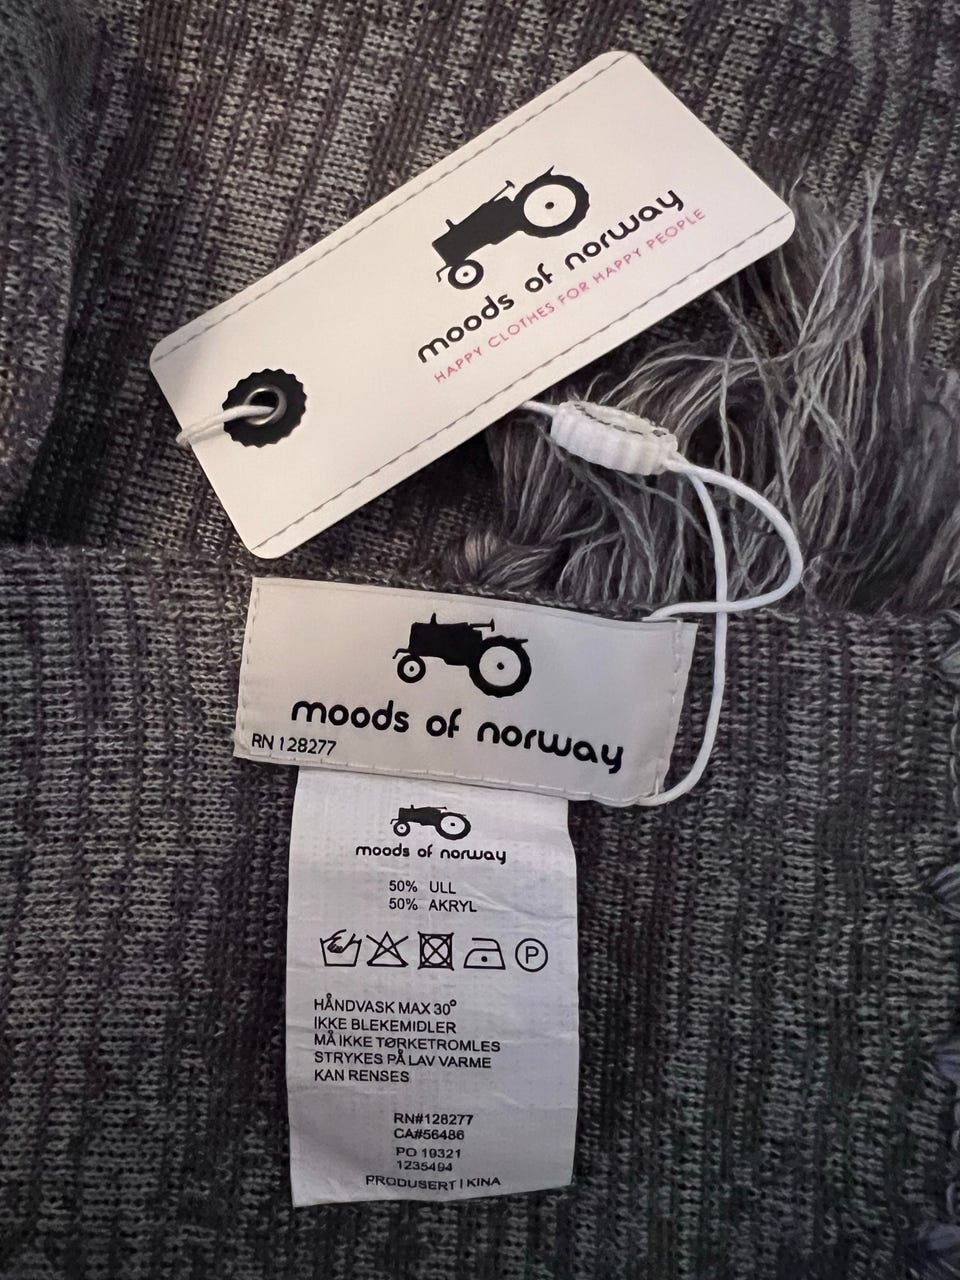 moods of norway
HAPPY CLOTHES FOR HAPPY PEOPLE
moods of norway
RN 128277
moods of norway
50% ULL
50% AKRYL
P
HÅNDVASK MAX 30°
IKKE BLEKEMIDLER
MÅ IKKE TØRKETROMLES
STRYKES PÅ LAV VARME
KAN RENSES
RN#128277
CA#56486
PO 19321
1235494
PRODUSERT I KINA